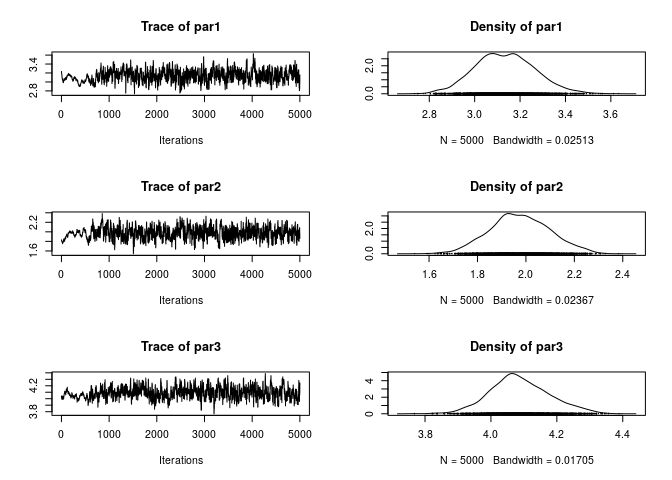 Trace of par1
2.8 3.4
0 1000 2000 3000 4000 5000
Iterations
Density of par1
0.0 2.0
2.8 3.0 3.2 3.4 3.6
N = 5000 Bandwidth = 0.02513
Trace of par2
1.6 2.2
0 1000 2000 3000 4000 5000
Iterations
Density of par2
0.0 2.0
1.6 1.8 2.0 2.2 2.4
N = 5000 Bandwidth = 0.02367
Trace of par3
3.8 4.2
0 1000 2000 3000 4000 5000
Iterations
Density of par3
0 2 4
3.8 4.0 4.2 4.4
N = 5000 Bandwidth = 0.01705